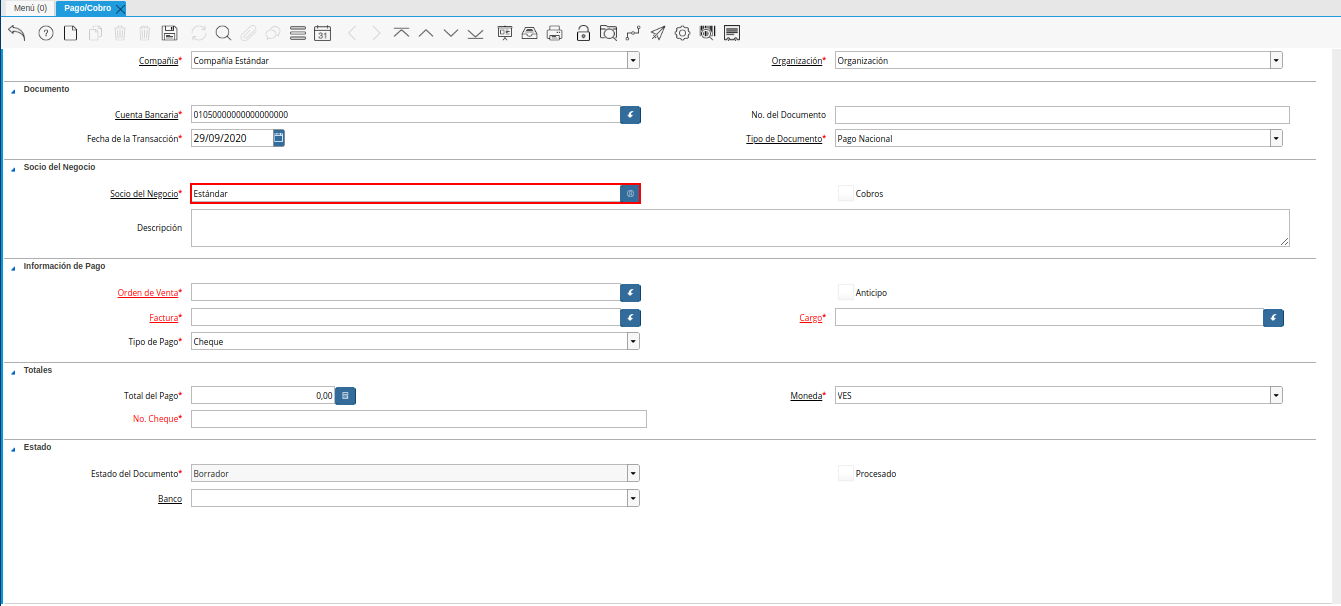 Menú (0) Pago/Cobro
31
Compañía* Compañía Estándar Organización* Organización
Documento
Cuenta Bancaria* 01050000000000000000 No. del Documento
Fecha de la Transacción* 29/09/2020 Tipo de Documento* Pago Nacional
Socio del Negocio
Socio del Negocio* Estándar Cobros
Descripción
Información de Pago
Orden de Venta* Anticipo
Factura* Cargo*
Tipo de Pago* Cheque
Totales
Total del Pago* 0,00 Moneda* VES
No. Cheque*
Estado
Estado del Documento* Borrador Procesado
Banco